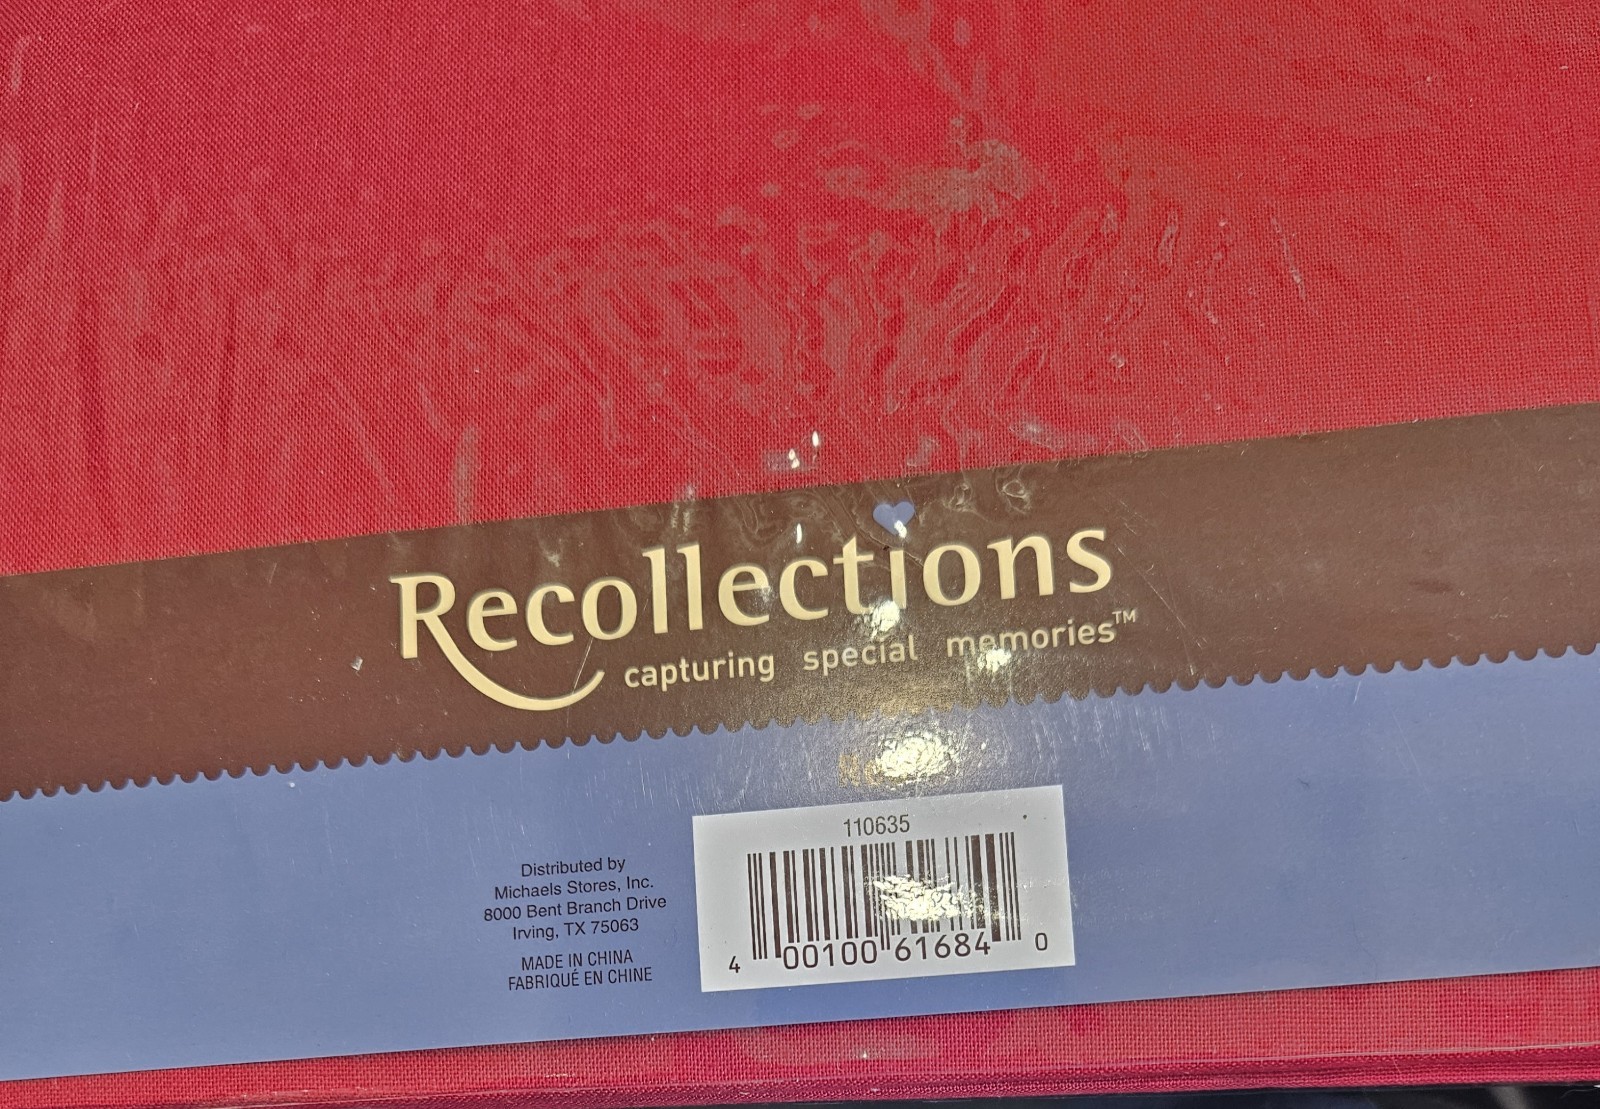 Recollections
capturing special memories™
110635
4 00100 61684 0
Distributed by
Michaels Stores, Inc.
8000 Bent Branch Drive
Irving, TX 75063
MADE IN CHINA
FABRIQUÉ EN CHINE